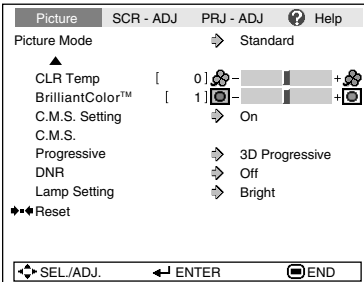 Picture SCR - ADJ PRJ - ADJ ? Help
Picture Mode Standard
CLR Temp [ 0] - +
BrilliantColor™ [ 1] - +
C.M.S. Setting On
C.M.S.
Progressive 3D Progressive
DNR Off
Lamp Setting Bright
Reset
SEL./ADJ. ENTER END